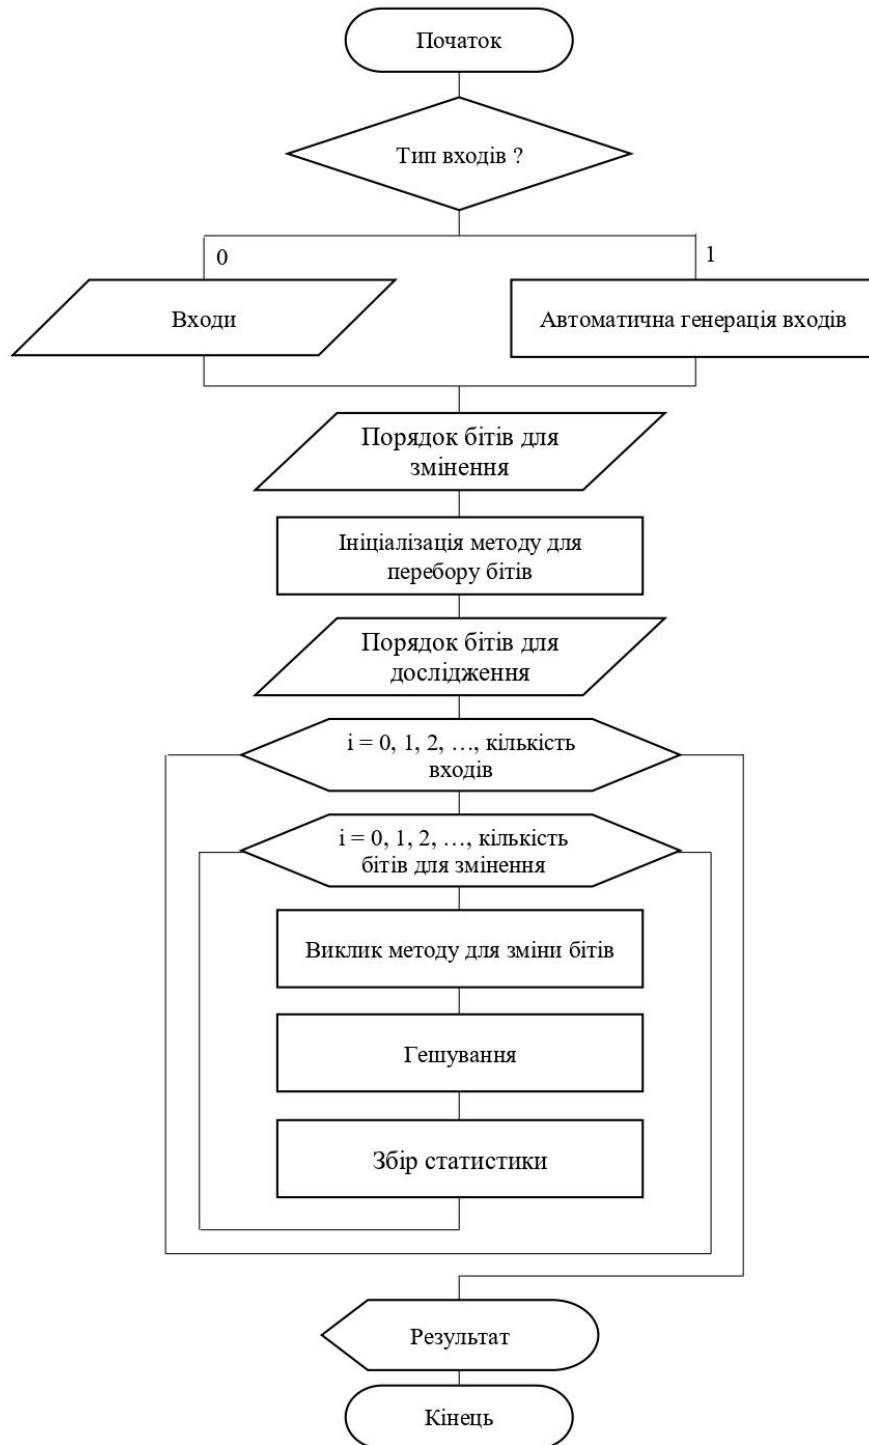 Початок
Тип входів ?
0
1
Входи
Автоматична генерація входів
Порядок бітів для
змінення
Ініціалізація методу для
перебору бітів
Порядок бітів для
дослідження
i = 0, 1, 2, …, кількість
входів
i = 0, 1, 2, …, кількість
бітів для змінення
Виклик методу для зміни бітів
Гешування
Збір статистики
Результат
Кінець